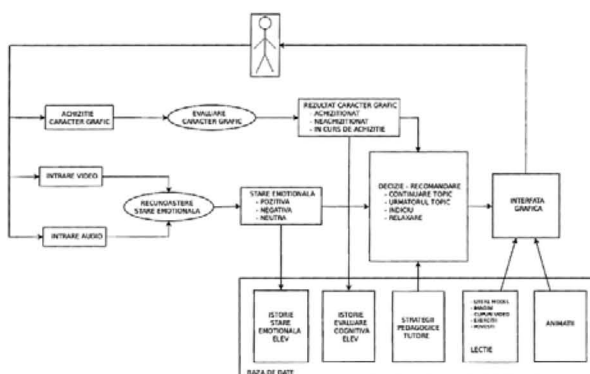 ACHIZITIE
CARACTER GRAFIC
EVALUARE
CARACTER GRAFIC
REZULTAT CARACTER GRAFIC
- ACHIZITIONAT
- NEACHIZITIONAT
- IN CURS DE ACHIZITIE
INTRARE VIDEO
RECUNOASTERE
STARE EMOTIONALA
INTRARE AUDIO
STARE EMOTIONALA
- POZITIVA
- NEGATIVA
- NEUTRA
DECIZIE - RECOMANDARE
- CONTINUARE TOPIC
- URMATORUL TOPIC
- INDICIU
- RELAXARE
INTERFATA
GRAFICA
ISTORIE
STARE
EMOTIONALA
ELEV
ISTORIE
EVALUARE
COGNITIVA
ELEV
STRATEGII
PEDAGOGICE
TUTORE
- LITERE MODEL
- IMAGINI
- CLIPURI VIDEO
- EXERCITII
- POVESTI
LECTIE
ANIMATII
BAZA DE DATE